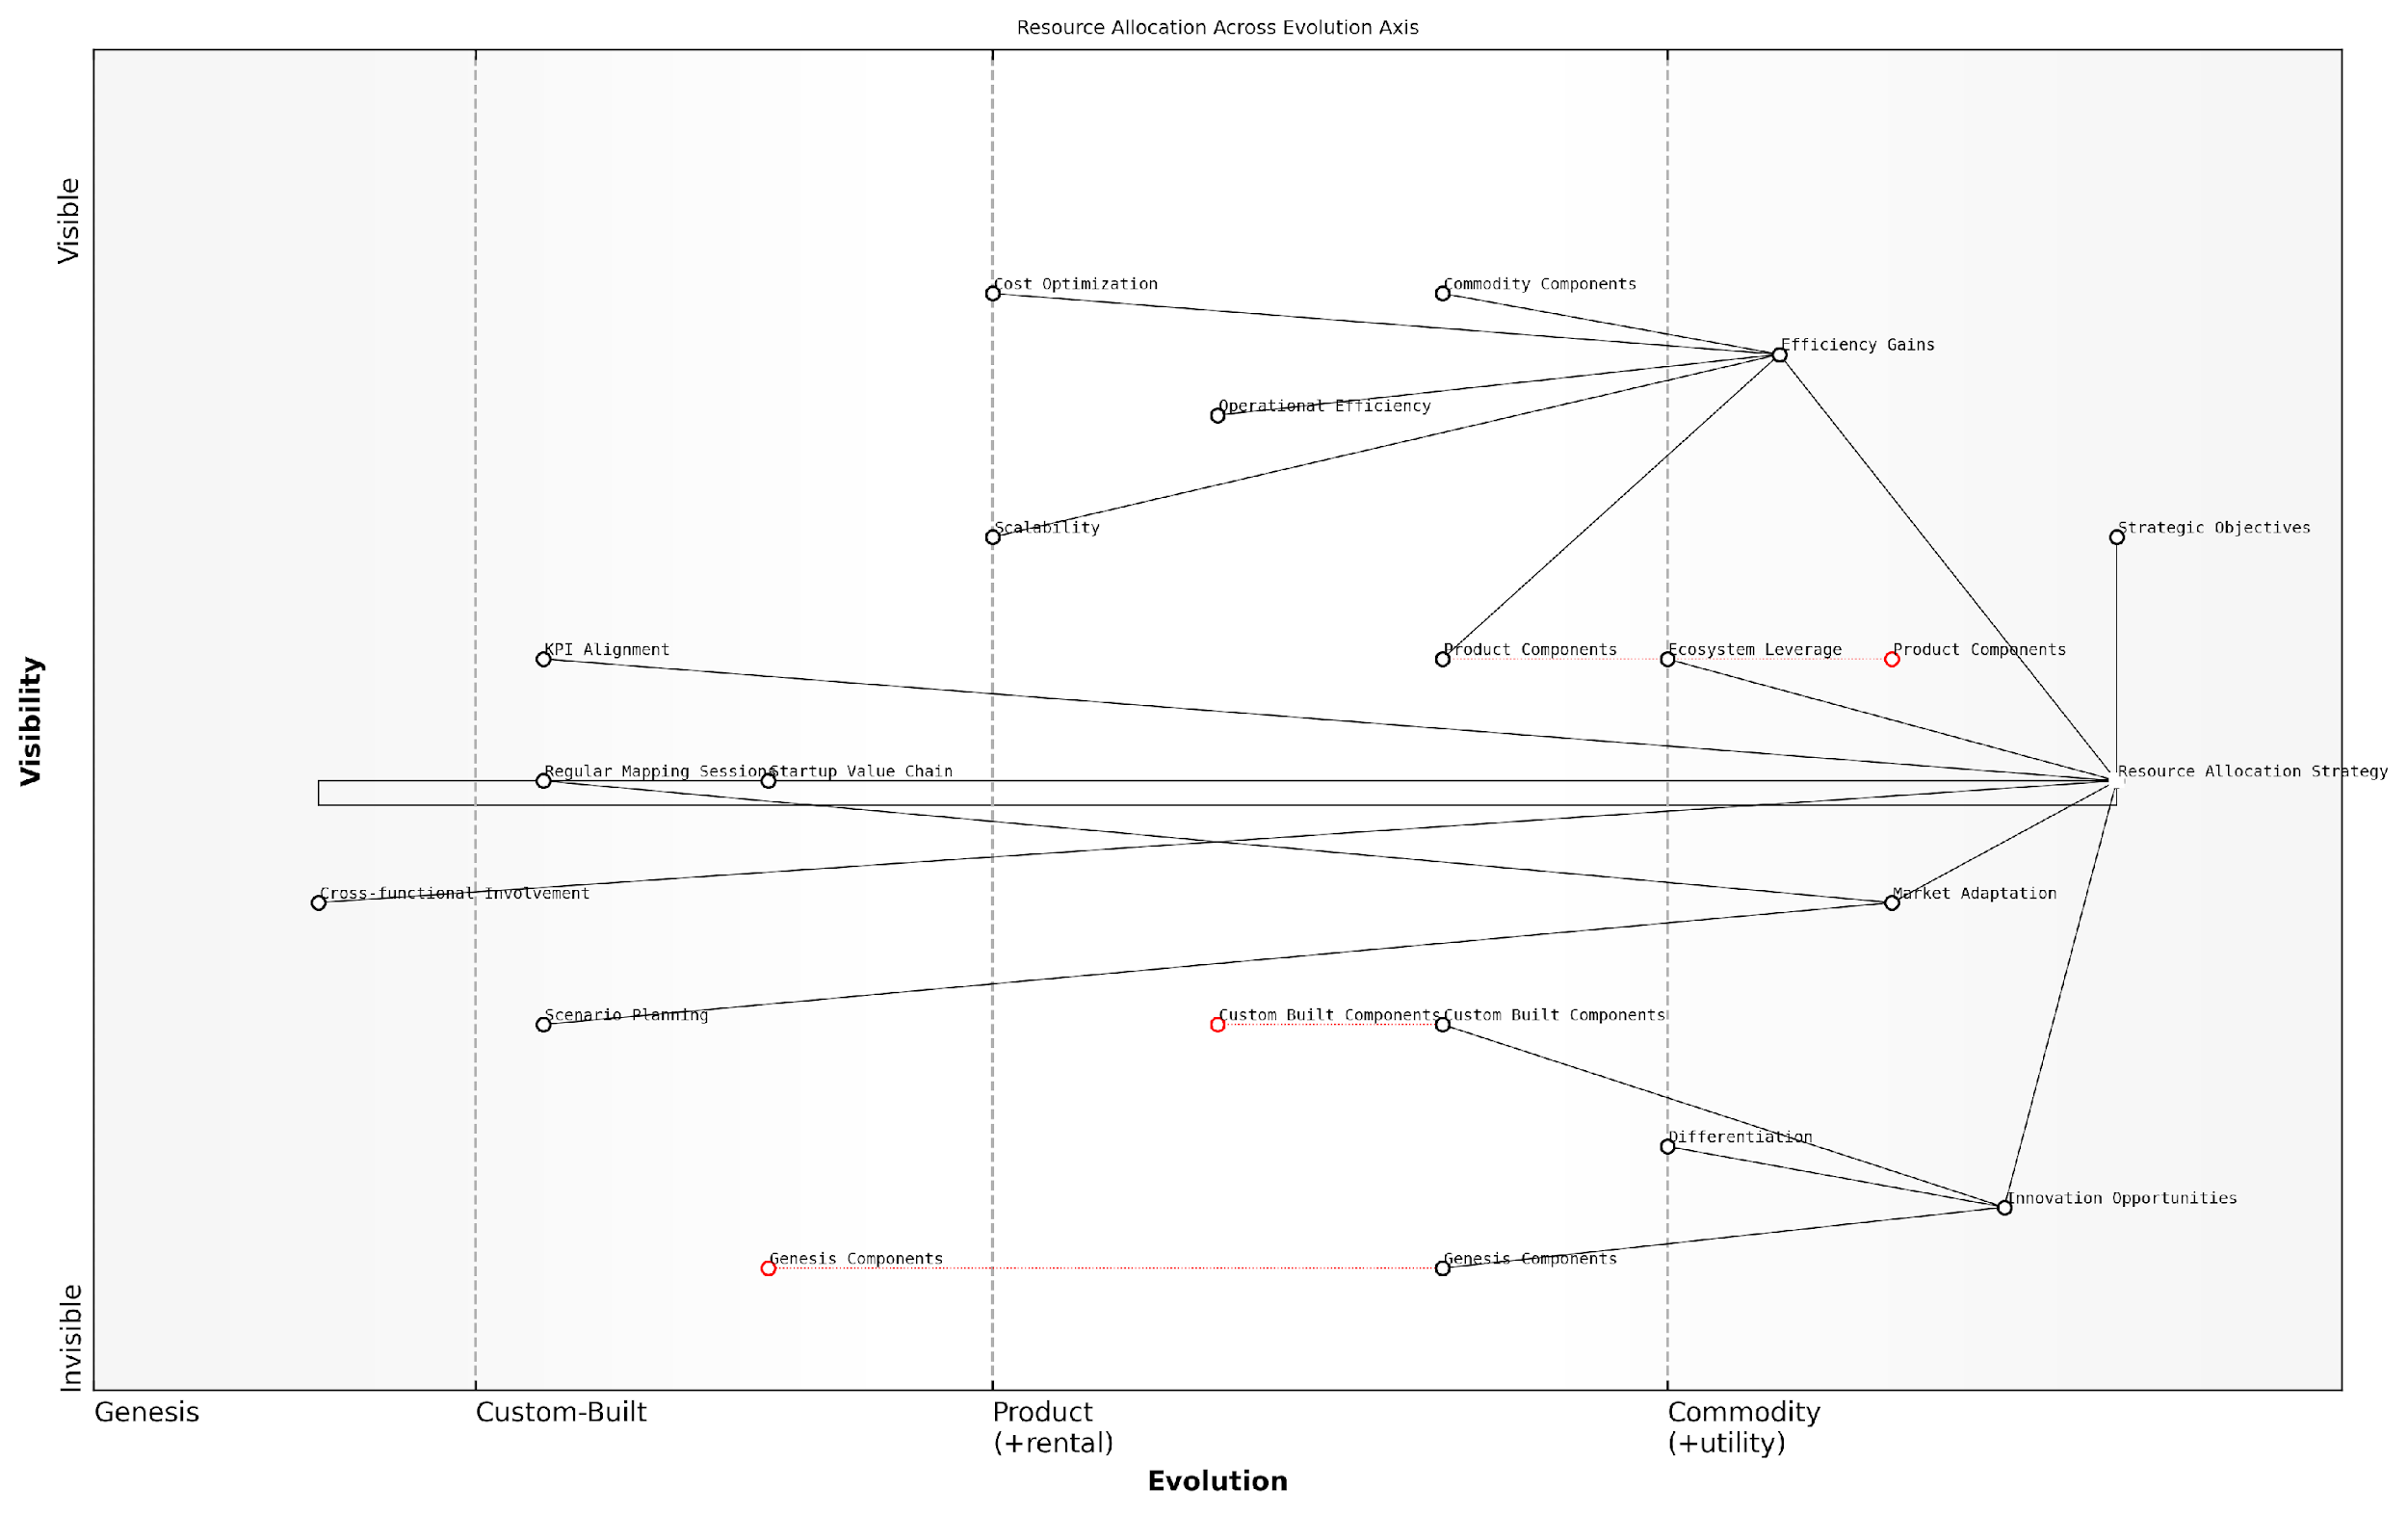 Resource Allocation Across Evolution Axis
Visible
Cost Optimization
Commodity Components
Efficiency Gains
Operational Efficiency
Scalability
Strategic Objectives
KPI Alignment
Product Components
Ecosystem Leverage
Product Components
Visibility
Regular Mapping Sessions
Startup Value Chain
Resource Allocation Strategy
Cross-functional Involvement
Market Adaptation
Scenario Planning
Custom Built Components
Custom Built Components
Differentiation
Innovation Opportunities
Genesis Components
Genesis Components
Invisible
Genesis
Custom-Built
Product
(+rental)
Commodity
(+utility)
Evolution